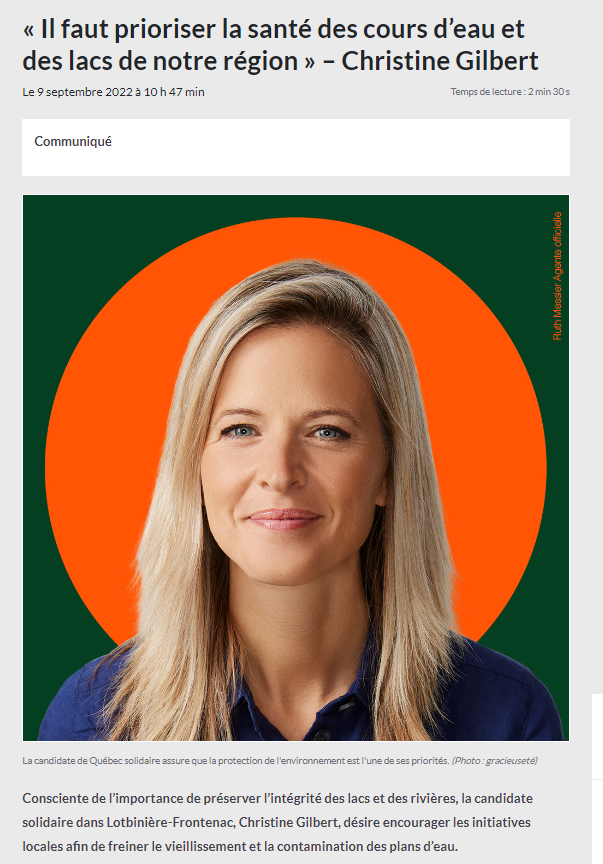 « Il faut prioriser la santé des cours d’eau et
des lacs de notre région » – Christine Gilbert
Le 9 septembre 2022 à 10 h 47 min
Temps de lecture : 2 min 30 s
Communiqué
Ruth Messier Agente officielle
La candidate de Québec solidaire assure que la protection de l'environnement est l'une de ses priorités. (Photo : gracieuseté)
Consciente de l’importance de préserver l’intégrité des lacs et des rivières, la candidate
solidaire dans Lotbinière-Frontenac, Christine Gilbert, désire encourager les initiatives
locales afin de freiner le vieillissement et la contamination des plans d’eau.